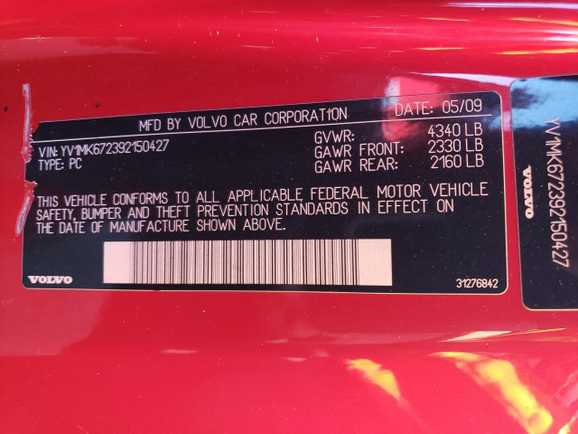 MFD BY VOLVO CAR CORPORATION
DATE: 05/09
VIN: YV1MK672392150427
TYPE: PC
GVWR: 4340 LB
GAWR FRONT: 2330 LB
GAWR REAR: 2160 LB
THIS VEHICLE CONFORMS TO ALL APPLICABLE FEDERAL MOTOR VEHICLE
SAFETY, BUMPER AND THEFT PREVENTION STANDARDS IN EFFECT ON
THE DATE OF MANUFACTURE SHOWN ABOVE.
VOLVO
31276842
YV1MK672392150427
VOLVO